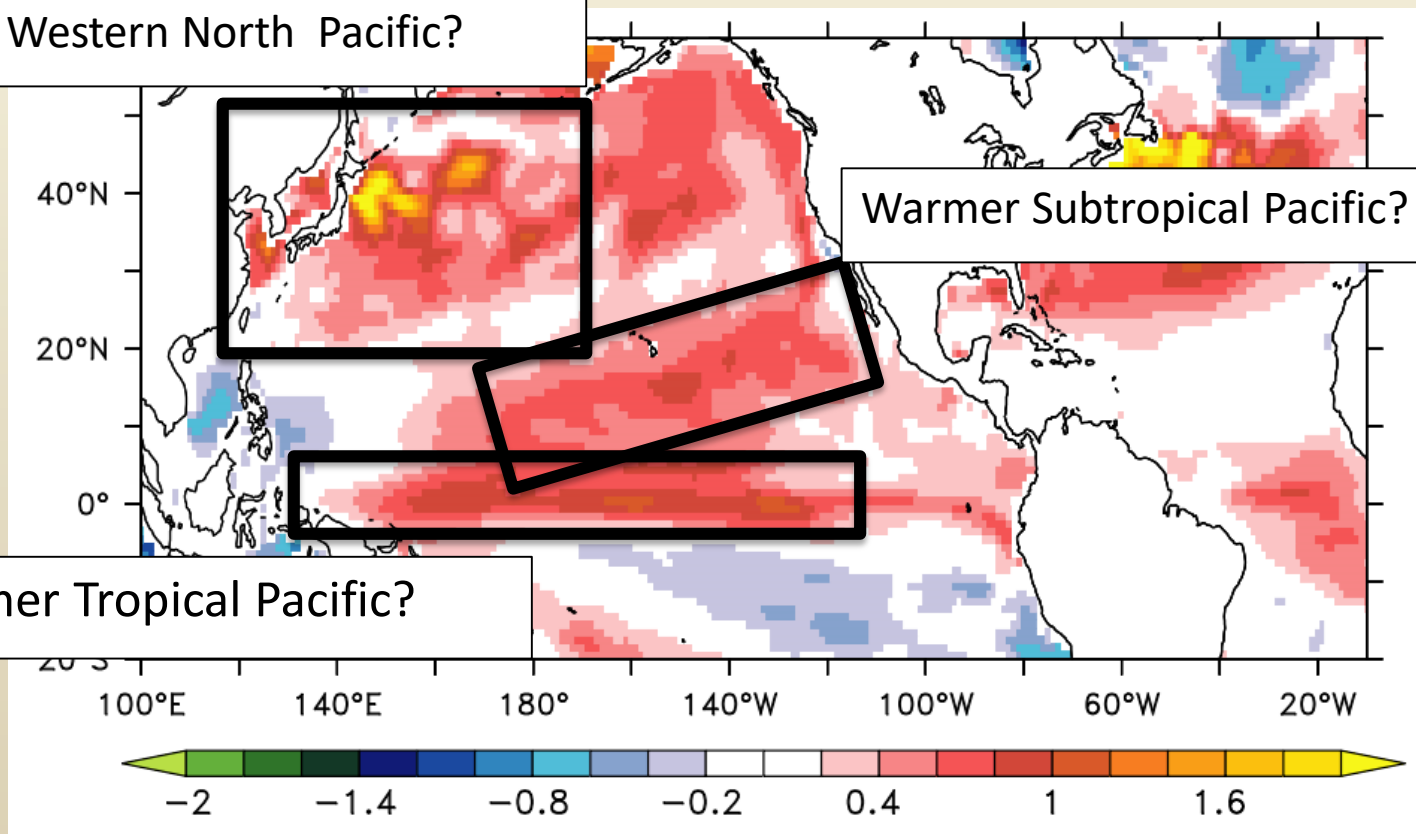 Western North Pacific?
40°N
Warmer Subtropical Pacific?
20°N
0°
Tropical Pacific?
100°E 140°E 180° 140°W 100°W 60°W 20°W
−2 −1.4 −0.8 −0.2 0.4 1 1.6